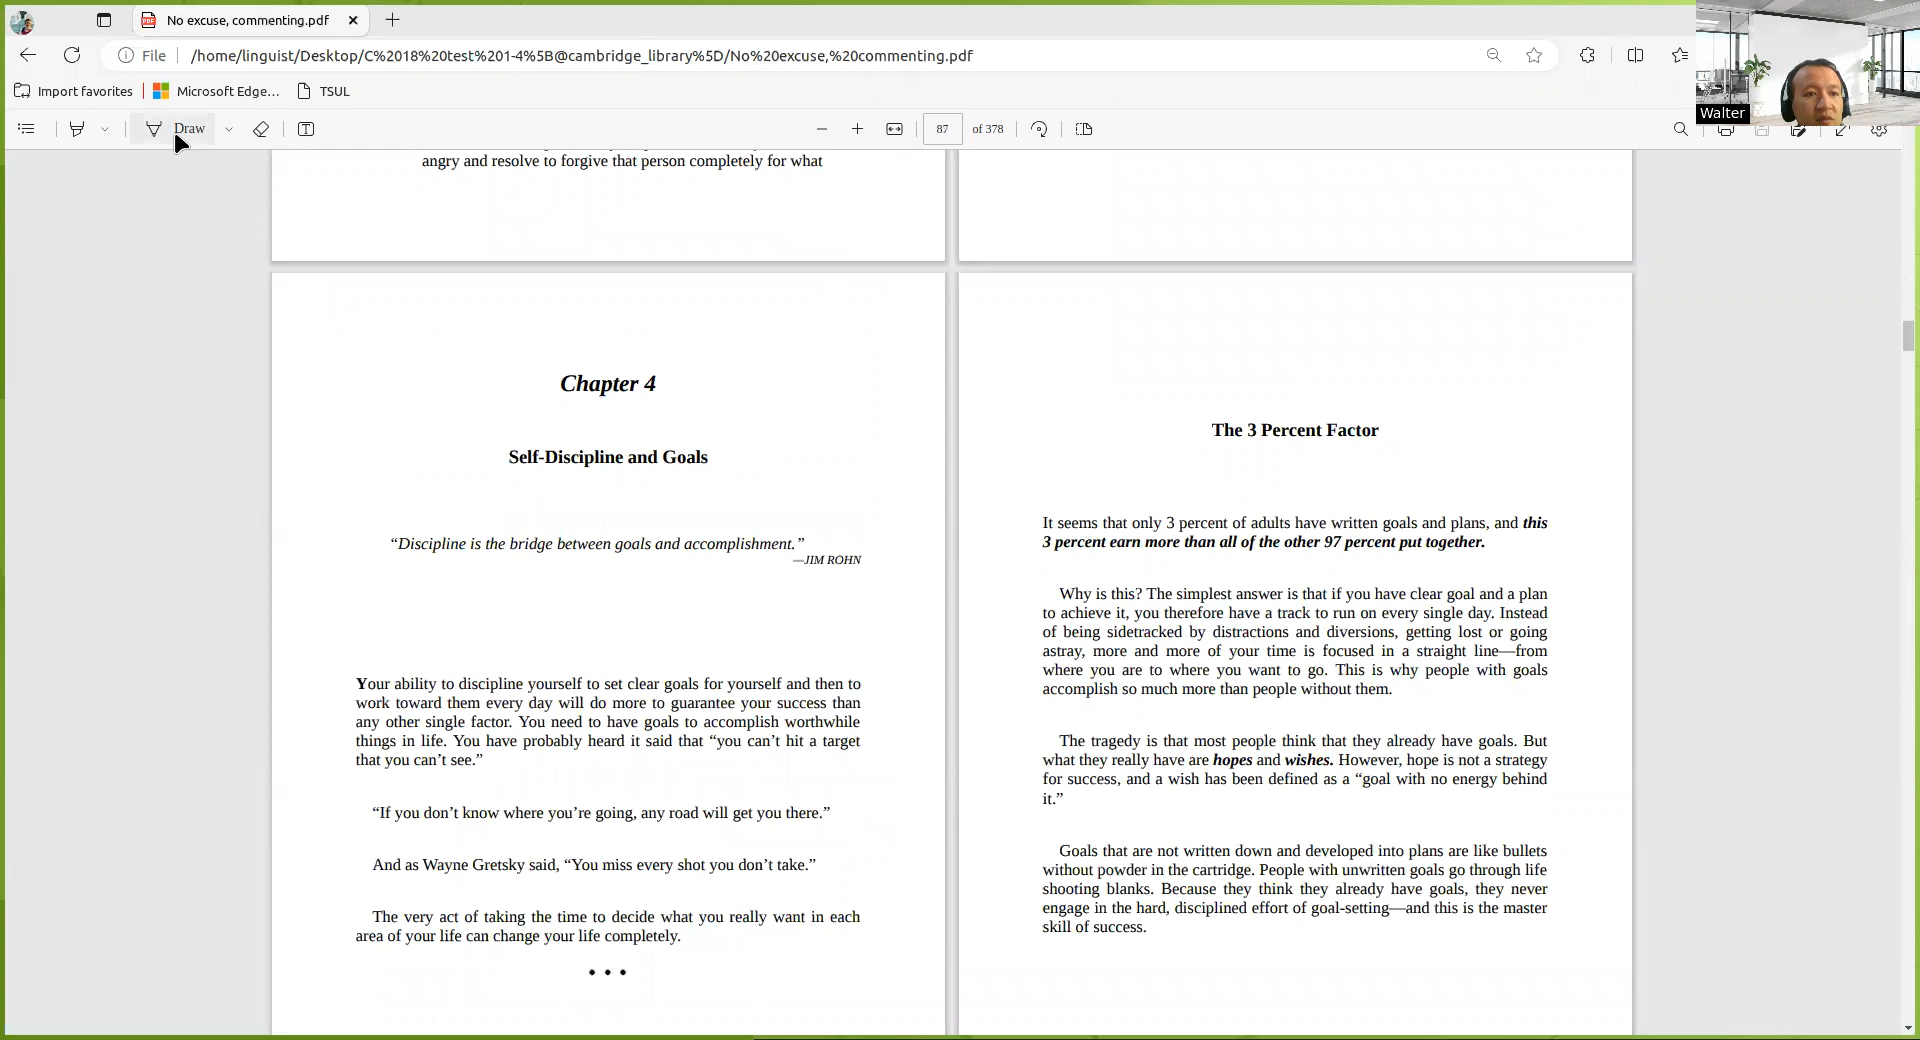 No excuse, commenting.pdf
File
/home/linguist/Desktop/C%2018%20test%201-4%5B@cambridge_library%5D/No%20excuse,%20commenting.pdf
Import favorites
Microsoft Edge...
TSUL
Walter
Draw
87 of 378
angry and resolve to forgive that person completely for what
Chapter 4
Self-Discipline and Goals
“Discipline is the bridge between goals and accomplishment.”
—JIM ROHN
Your ability to discipline yourself to set clear goals for yourself and then to
work toward them every day will do more to guarantee your success than
any other single factor. You need to have goals to accomplish worthwhile
things in life. You have probably heard it said that “you can’t hit a target
that you can’t see.”
“If you don’t know where you’re going, any road will get you there.”
And as Wayne Gretsky said, “You miss every shot you don’t take.”
The very act of taking the time to decide what you really want in each
area of your life can change your life completely.
• • •
The 3 Percent Factor
It seems that only 3 percent of adults have written goals and plans, and this
3 percent earn more than all of the other 97 percent put together.
Why is this? The simplest answer is that if you have clear goal and a plan
to achieve it, you therefore have a track to run on every single day. Instead
of being sidetracked by distractions and diversions, getting lost or going
astray, more and more of your time is focused in a straight line—from
where you are to where you want to go. This is why people with goals
accomplish so much more than people without them.
The tragedy is that most people think that they already have goals. But
what they really have are hopes and wishes. However, hope is not a strategy
for success, and a wish has been defined as a “goal with no energy behind
it.”
Goals that are not written down and developed into plans are like bullets
without powder in the cartridge. People with unwritten goals go through life
shooting blanks. Because they think they already have goals, they never
engage in the hard, disciplined effort of goal-setting—and this is the master
skill of success.